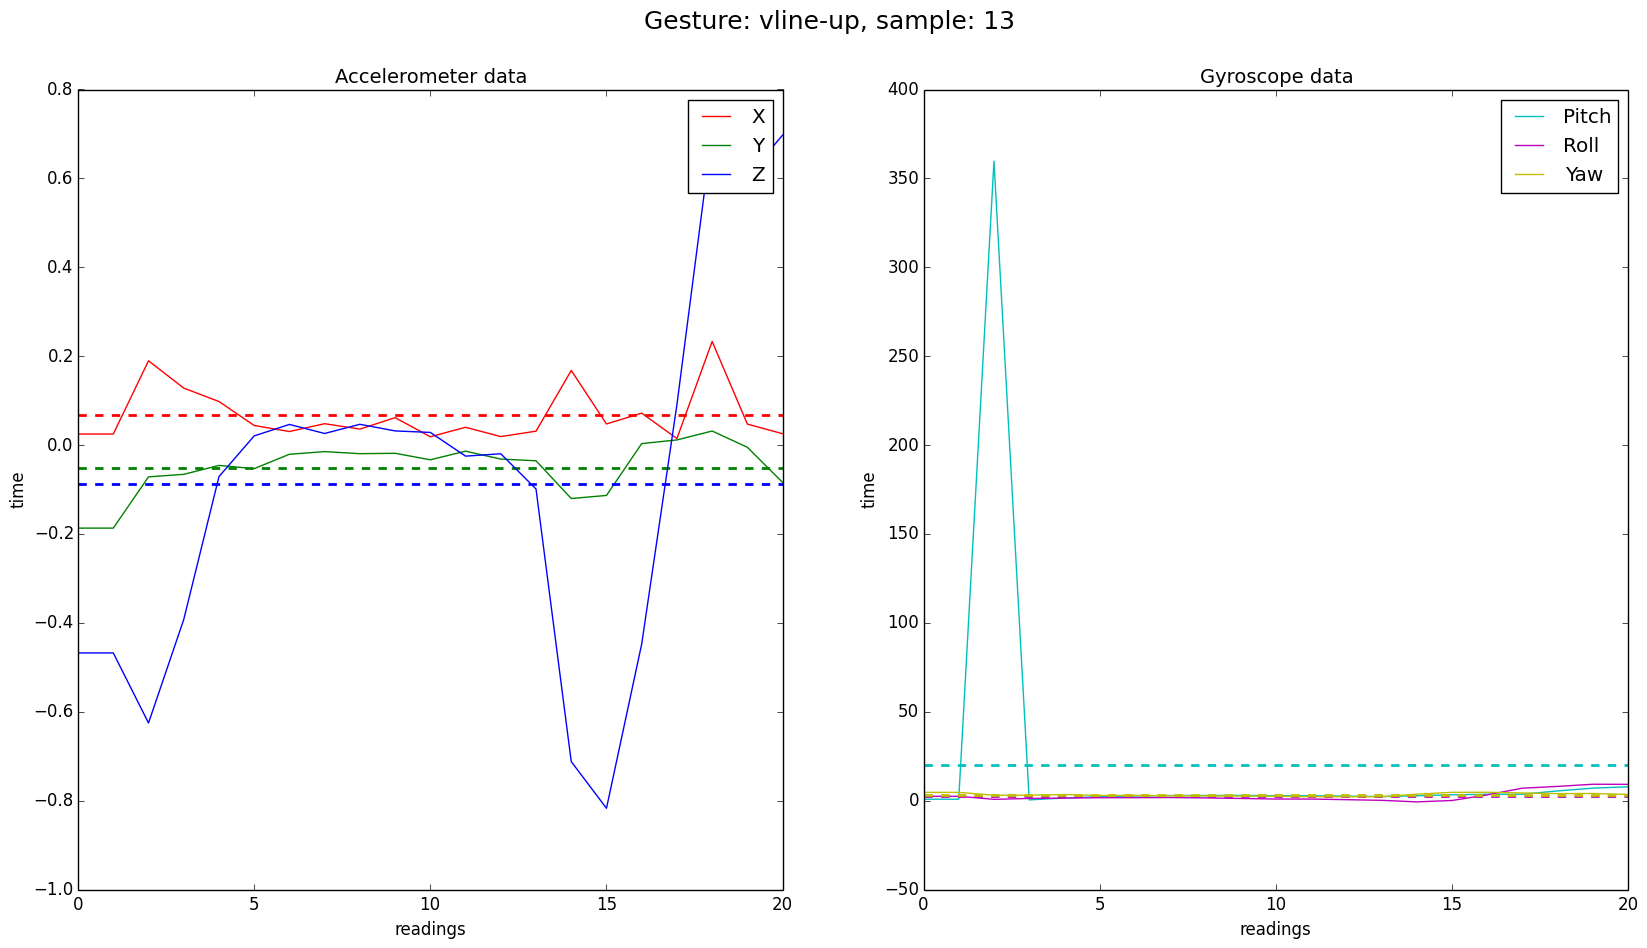 Gesture: vline-up, sample: 13
Accelerometer data
0.8
0.6
0.4
0.2
0.0
−0.2
−0.4
−0.6
−0.8
−1.0
time
0 5 10 15 20
readings
X
Y
Z
Gyroscope data
400
350
300
250
200
150
100
50
0
−50
time
0 5 10 15 20
readings
Pitch
Roll
Yaw